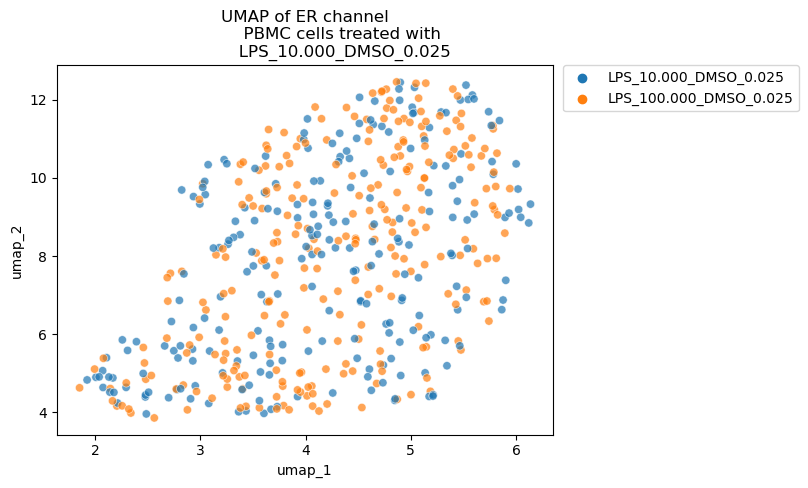 UMAP of ER channel
PBMC cells treated with
LPS_10.000_DMSO_0.025
LPS_10.000_DMSO_0.025
LPS_100.000_DMSO_0.025
12
10
8
6
4
umap_2
2
3
4
5
6
umap_1